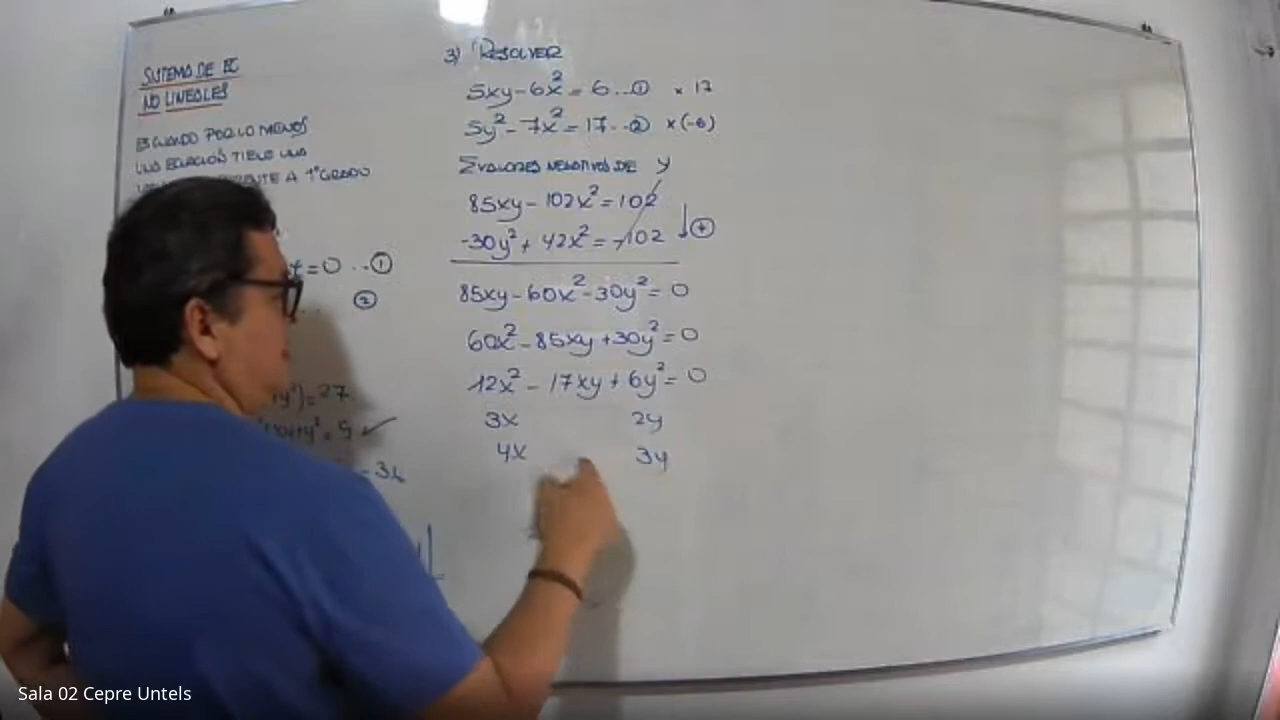 SISTEMA DE EC
NO LINEALES
ES CUANDO POR LO MENOS
UNA ECUACIÓN TIENE UNA
A 1° GRADO
=0 ..①
②
y²)=27
+xy+y²=9 ✓
=36
3) RESOLVER
5xy-6x²=6...① x 17
5y²-7x²=17..② x(-6)
Σ VALORES NEGATIVOS DE y
85xy-102x²=102
-30y²+42x²=-102 ↓(+)
85xy-60x²-30y²=0
60x²-85xy+30y²=0
12x²-17xy+6y²=0
3x 2y
4x 3y
Sala 02 Cepre Untels